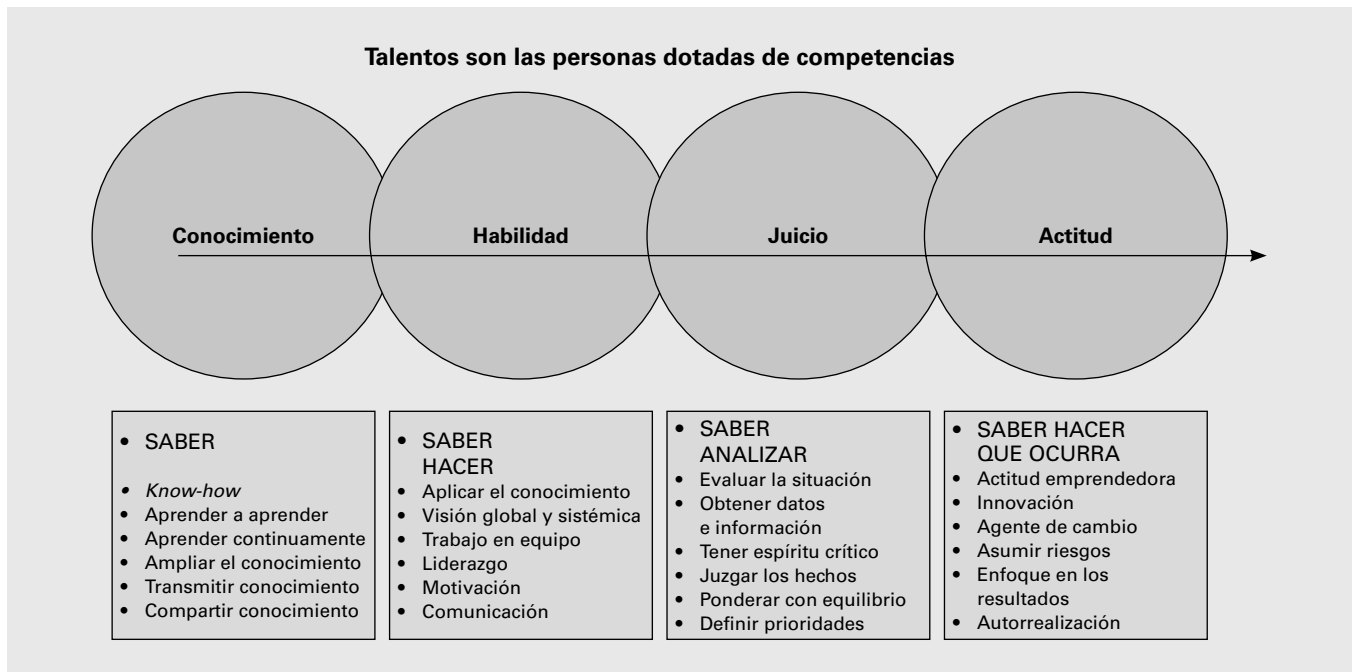 Talentos son las personas dotadas de competencias
Conocimiento
Habilidad
Juicio
Actitud
• SABER
• Know-how
• Aprender a aprender
• Aprender continuamente
• Ampliar el conocimiento
• Transmitir conocimiento
• Compartir conocimiento
• SABER
HACER
• Aplicar el conocimiento
• Visión global y sistémica
• Trabajo en equipo
• Liderazgo
• Motivación
• Comunicación
• SABER
ANALIZAR
• Evaluar la situación
• Obtener datos
e información
• Tener espíritu crítico
• Juzgar los hechos
• Ponderar con equilibrio
• Definir prioridades
• SABER HACER
QUE OCURRA
• Actitud emprendedora
• Innovación
• Agente de cambio
• Asumir riesgos
• Enfoque en los
resultados
• Autorrealización